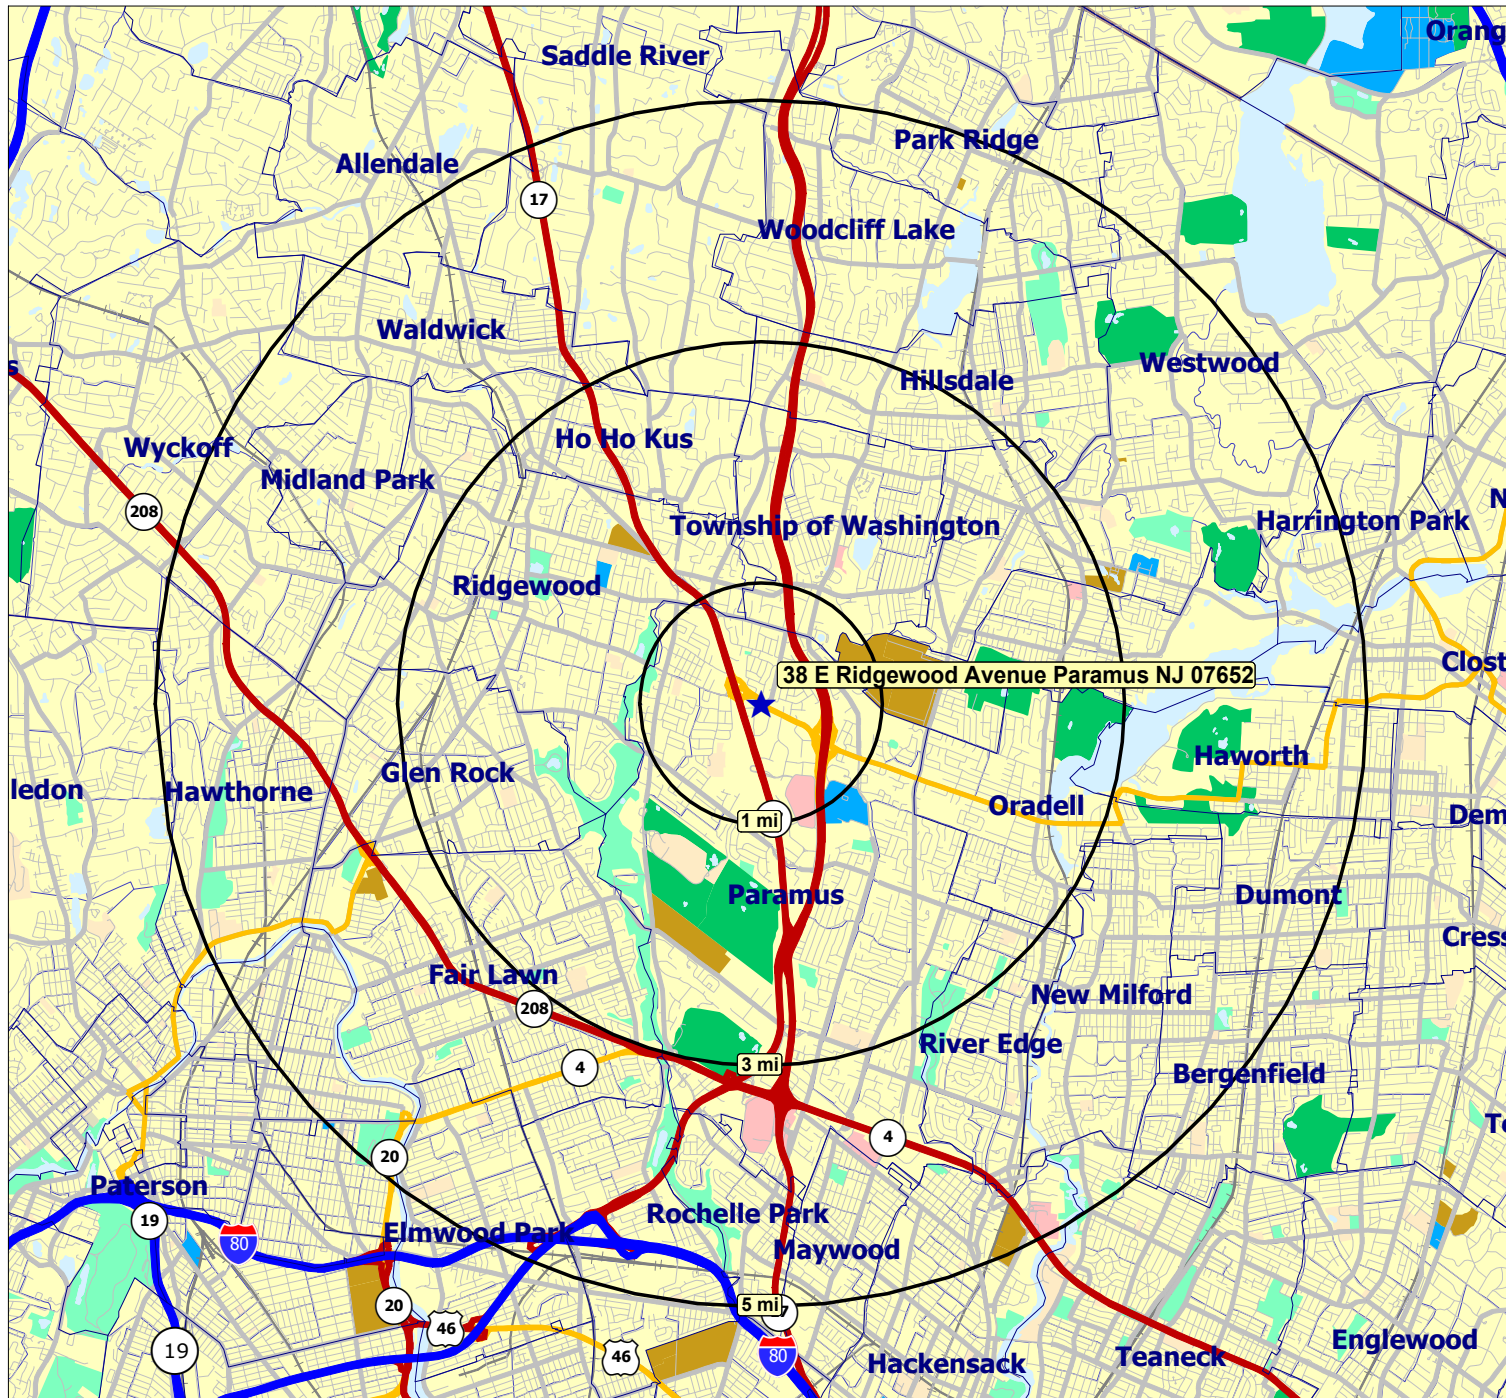 Orang
Saddle River
Park Ridge
Allendale
17
Woodcliff Lake
Waldwick
Westwood
s
Hillsdale
Ho Ho Kus
Wyckoff
Midland Park
N
208
Harrington Park
Township of Washington
Ridgewood
Clost
38 E Ridgewood Avenue Paramus NJ 07652
Haworth
Glen Rock
ledon
Hawthorne
Oradell
Dem
1 mi
Paramus
Dumont
Cress
Fair Lawn
New Milford
208
River Edge
3 mi
4
Bergenfield
Te
4
20
Paterson
19
Rochelle Park
Elmwood Park
80
Maywood
5 mi
7
20
46
Englewood
19
46
80
Teaneck
Hackensack